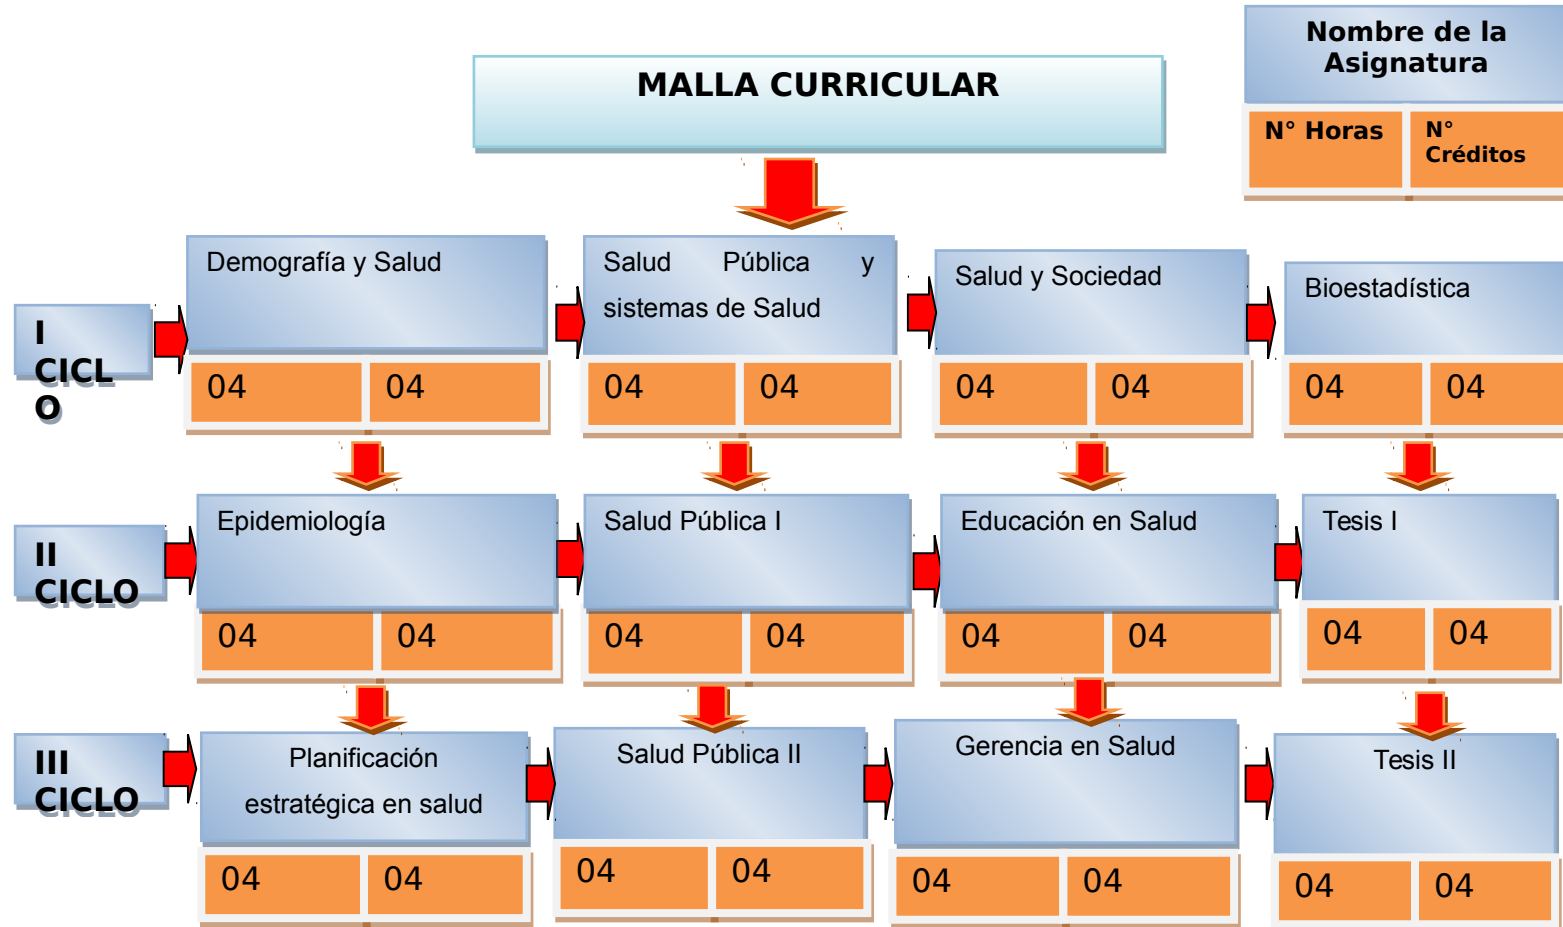 MALLA CURRICULAR
Nombre de la
Asignatura
N° Horas
N°
Créditos
I
CICL
O
Demografía y Salud
04 04
Salud Pública y
sistemas de Salud
04 04
Salud y Sociedad
04 04
Bioestadística
04 04
II
CICLO
Epidemiología
04 04
Salud Pública I
04 04
Educación en Salud
04 04
Tesis I
04 04
III
CICLO
Planificación
estratégica en salud
04 04
Salud Pública II
04 04
Gerencia en Salud
04 04
Tesis II
04 04